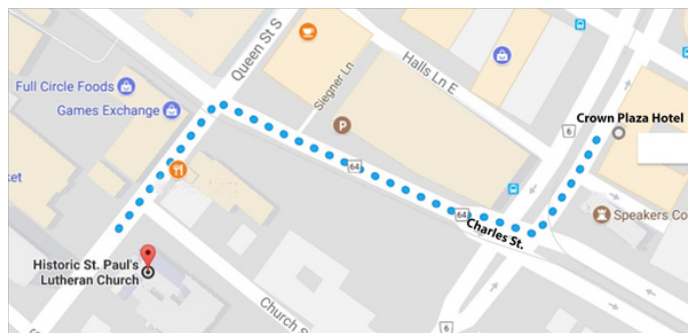 Queen St S
Full Circle Foods
Games Exchange
Siegner Ln
Halls Ln E
P
6
Crown Plaza Hotel
64
64
Charles St.
Speakers Co
Historic St. Paul's
Lutheran Church
Church S
6